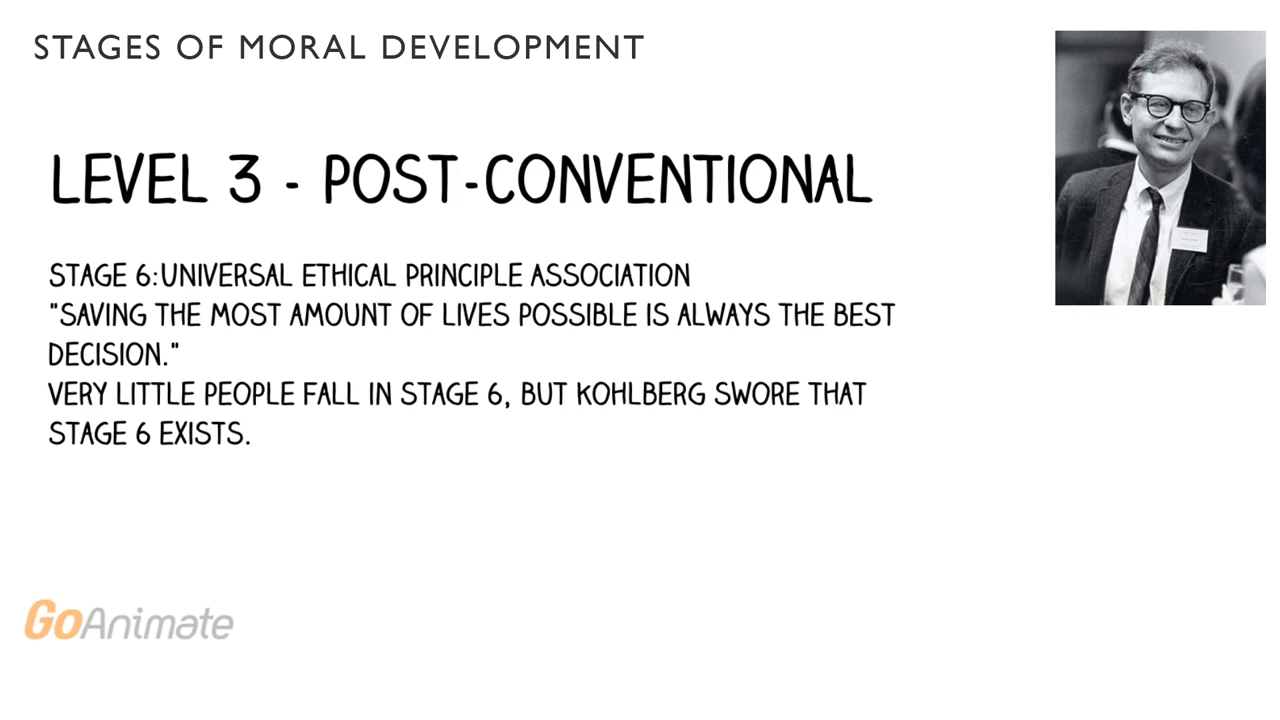 STAGES OF MORAL DEVELOPMENT
LEVEL 3 - POST-CONVENTIONAL
STAGE 6:UNIVERSAL ETHICAL PRINCIPLE ASSOCIATION
"SAVING THE MOST AMOUNT OF LIVES POSSIBLE IS ALWAYS THE BEST
DECISION."
VERY LITTLE PEOPLE FALL IN STAGE 6, BUT KOHLBERG SWORE THAT
STAGE 6 EXISTS.
GoAnimate